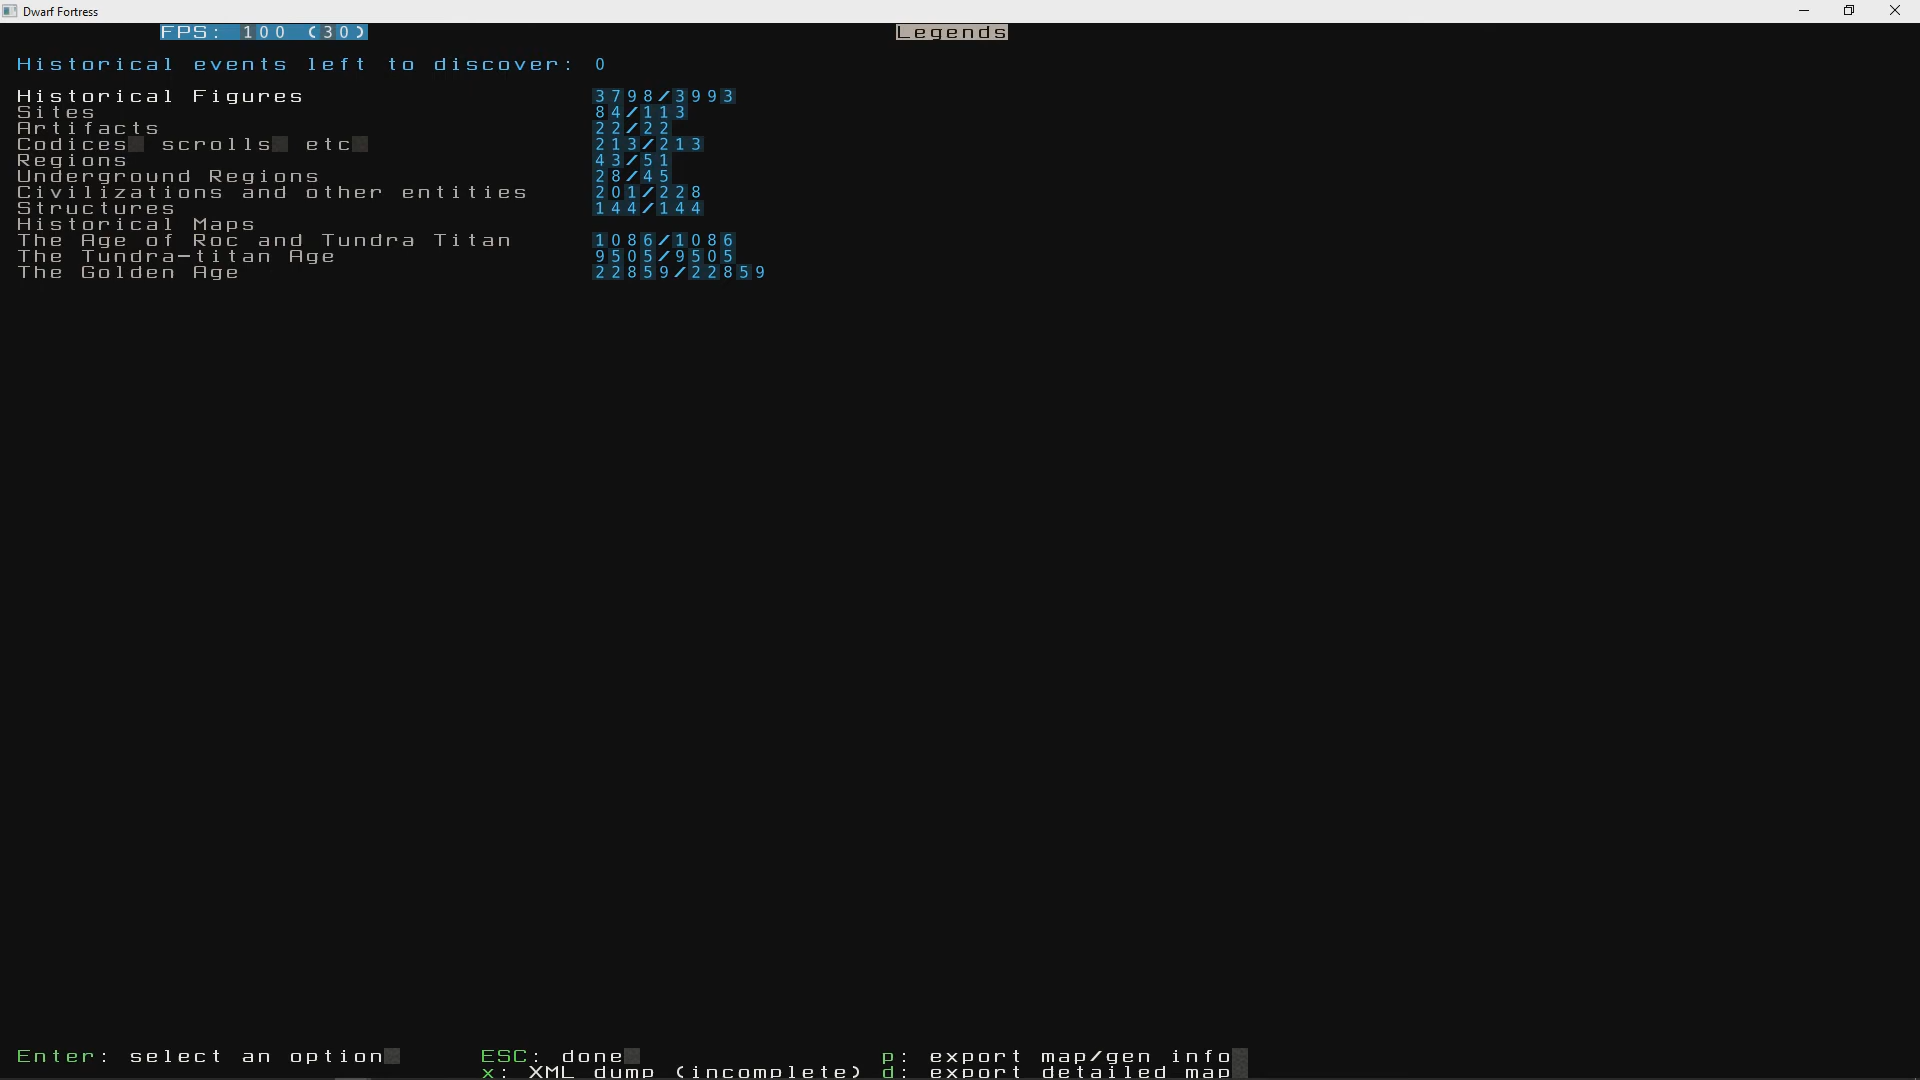 Dwarf Fortress
FPS: 100 (30)
Legends
Historical events left to discover: 0
Historical Figures 3798/3993
Sites 84/113
Artifacts 22/22
Codices scrolls etc 213/213
Regions 43/51
Underground Regions 28/45
Civilizations and other entities 201/228
Structures 144/144
Historical Maps
The Age of Roc and Tundra Titan 1086/1086
The Tundra-titan Age 9505/9505
The Golden Age 22859/22859
Enter: select an option ESC: done p: export map/gen info
x: XML dump (incomplete) d: export detailed map